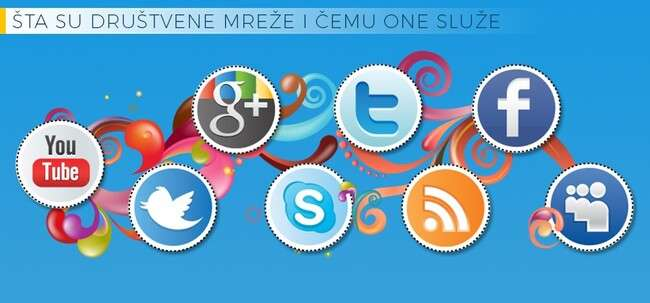 ŠTA SU DRUŠTVENE MREŽE I ČEMU ONE SLUŽE
You
Tube
g+
t
f
S